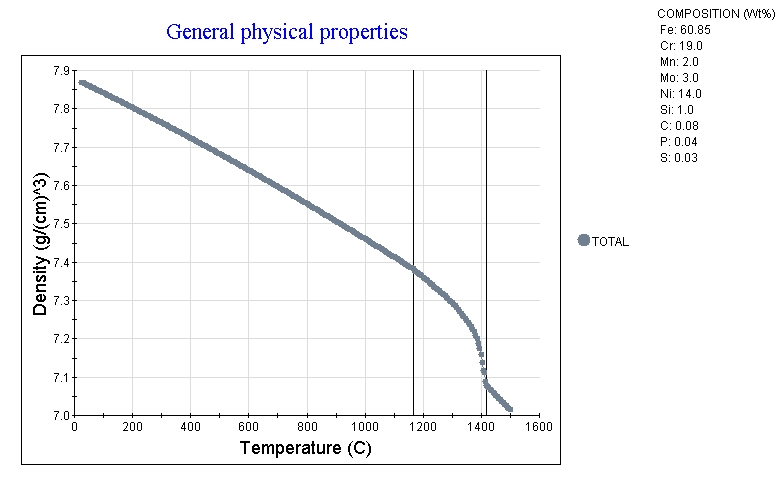 General physical properties
COMPOSITION (Wt%)
Fe: 60.85
Cr: 19.0
Mn: 2.0
Mo: 3.0
Ni: 14.0
Si: 1.0
C: 0.08
P: 0.04
S: 0.03
7.9
7.8
7.7
7.6
7.5
7.4
7.3
7.2
7.1
7.0
Density (g/(cm)^3)
0
200
400
600
800
1000
1200
1400
1600
Temperature (C)
TOTAL